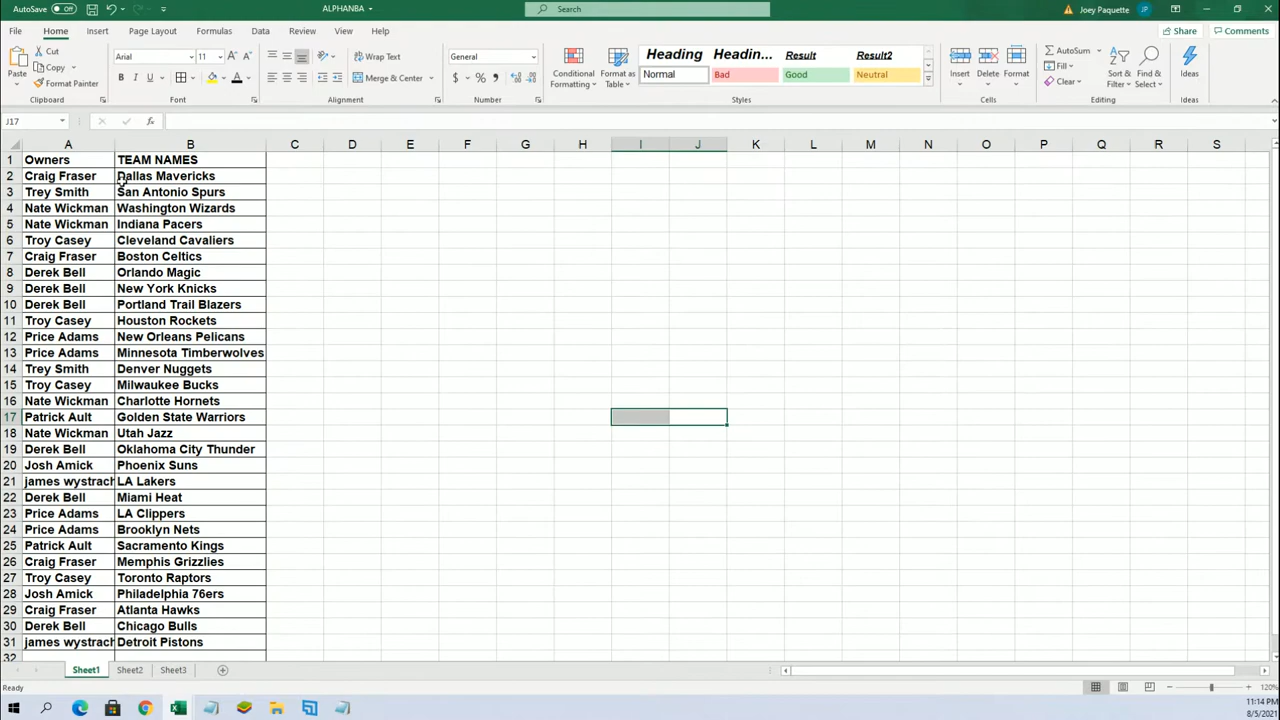 AutoSave Off ALPHANBA Search Joey Paquette JP
File Home Insert Page Layout Formulas Data Review View Help Share Comments
Paste Cut Copy Format Painter Clipboard
Arial 11 B I U A Font
Wrap Text Merge & Center Alignment
General $ % Number
Conditional Formatting Format as Table
Heading Headin... Result Result2
Normal Bad Good Neutral
Styles
Insert Delete Format Cells
AutoSum Fill Clear Sort & Filter Find & Select Editing
Ideas Ideas
J17 fx
A B C D E F G H I J K L M N O P Q R S
1 Owners TEAM NAMES
2 Craig Fraser Dallas Mavericks
3 Trey Smith San Antonio Spurs
4 Nate Wickman Washington Wizards
5 Nate Wickman Indiana Pacers
6 Troy Casey Cleveland Cavaliers
7 Craig Fraser Boston Celtics
8 Derek Bell Orlando Magic
9 Derek Bell New York Knicks
10 Derek Bell Portland Trail Blazers
11 Troy Casey Houston Rockets
12 Price Adams New Orleans Pelicans
13 Price Adams Minnesota Timberwolves
14 Trey Smith Denver Nuggets
15 Troy Casey Milwaukee Bucks
16 Nate Wickman Charlotte Hornets
17 Patrick Ault Golden State Warriors
18 Nate Wickman Utah Jazz
19 Derek Bell Oklahoma City Thunder
20 Josh Amick Phoenix Suns
21 james wystrach LA Lakers
22 Derek Bell Miami Heat
23 Price Adams LA Clippers
24 Price Adams Brooklyn Nets
25 Patrick Ault Sacramento Kings
26 Craig Fraser Memphis Grizzlies
27 Troy Casey Toronto Raptors
28 Josh Amick Philadelphia 76ers
29 Craig Fraser Atlanta Hawks
30 Derek Bell Chicago Bulls
31 james wystrach Detroit Pistons
32
Sheet1 Sheet2 Sheet3
Ready 120%
11:14 PM
8/5/2021